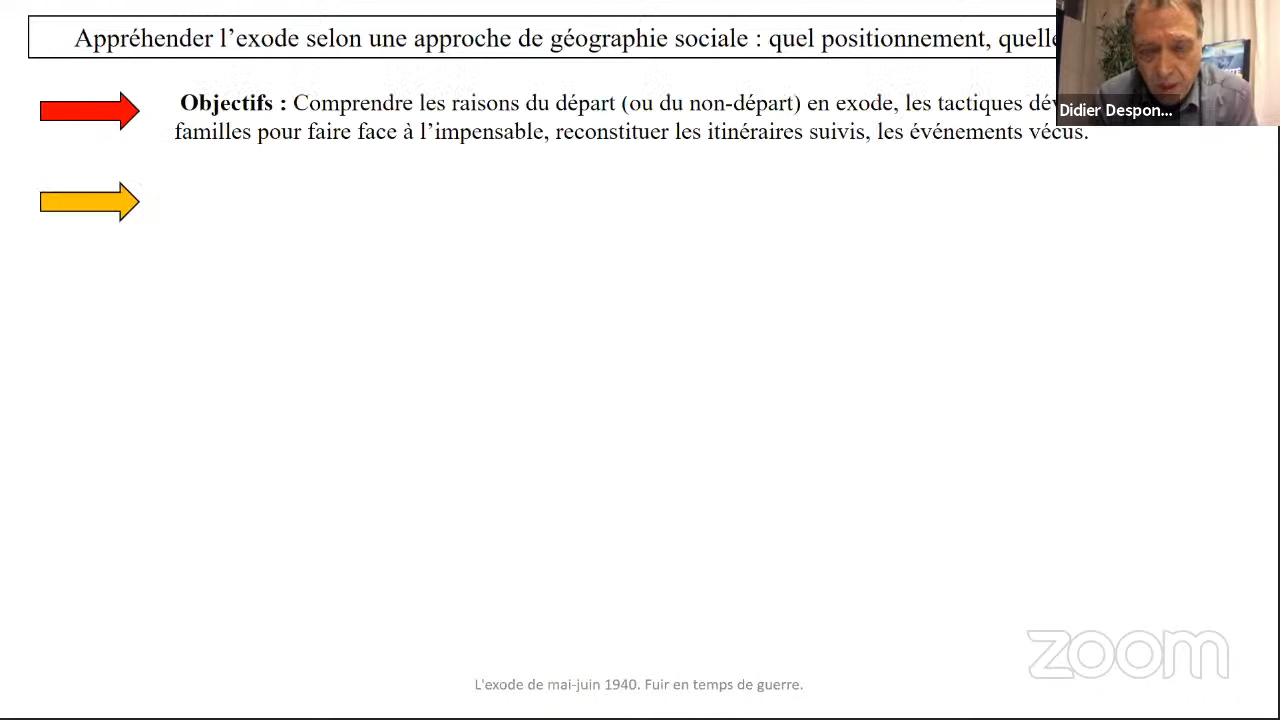 Appréhender l’exode selon une approche de géographie sociale : quel positionnement,
Objectifs : Comprendre les raisons du départ (ou du non-départ) en exode, les tactiques
familles pour faire face à l’impensable, reconstituer les itinéraires suivis, les événements vécus.
Didier Despon...
zoom
L'exode de mai-juin 1940. Fuir en temps de guerre.